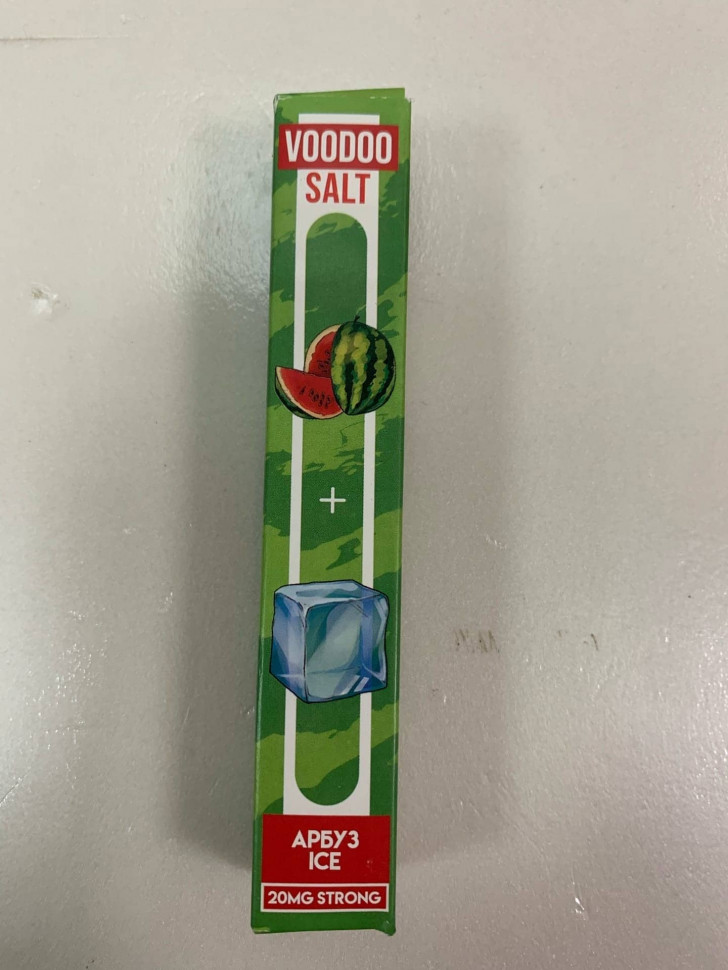 VOODOO
SALT
+
АРБУЗ
ICE
20MG STRONG